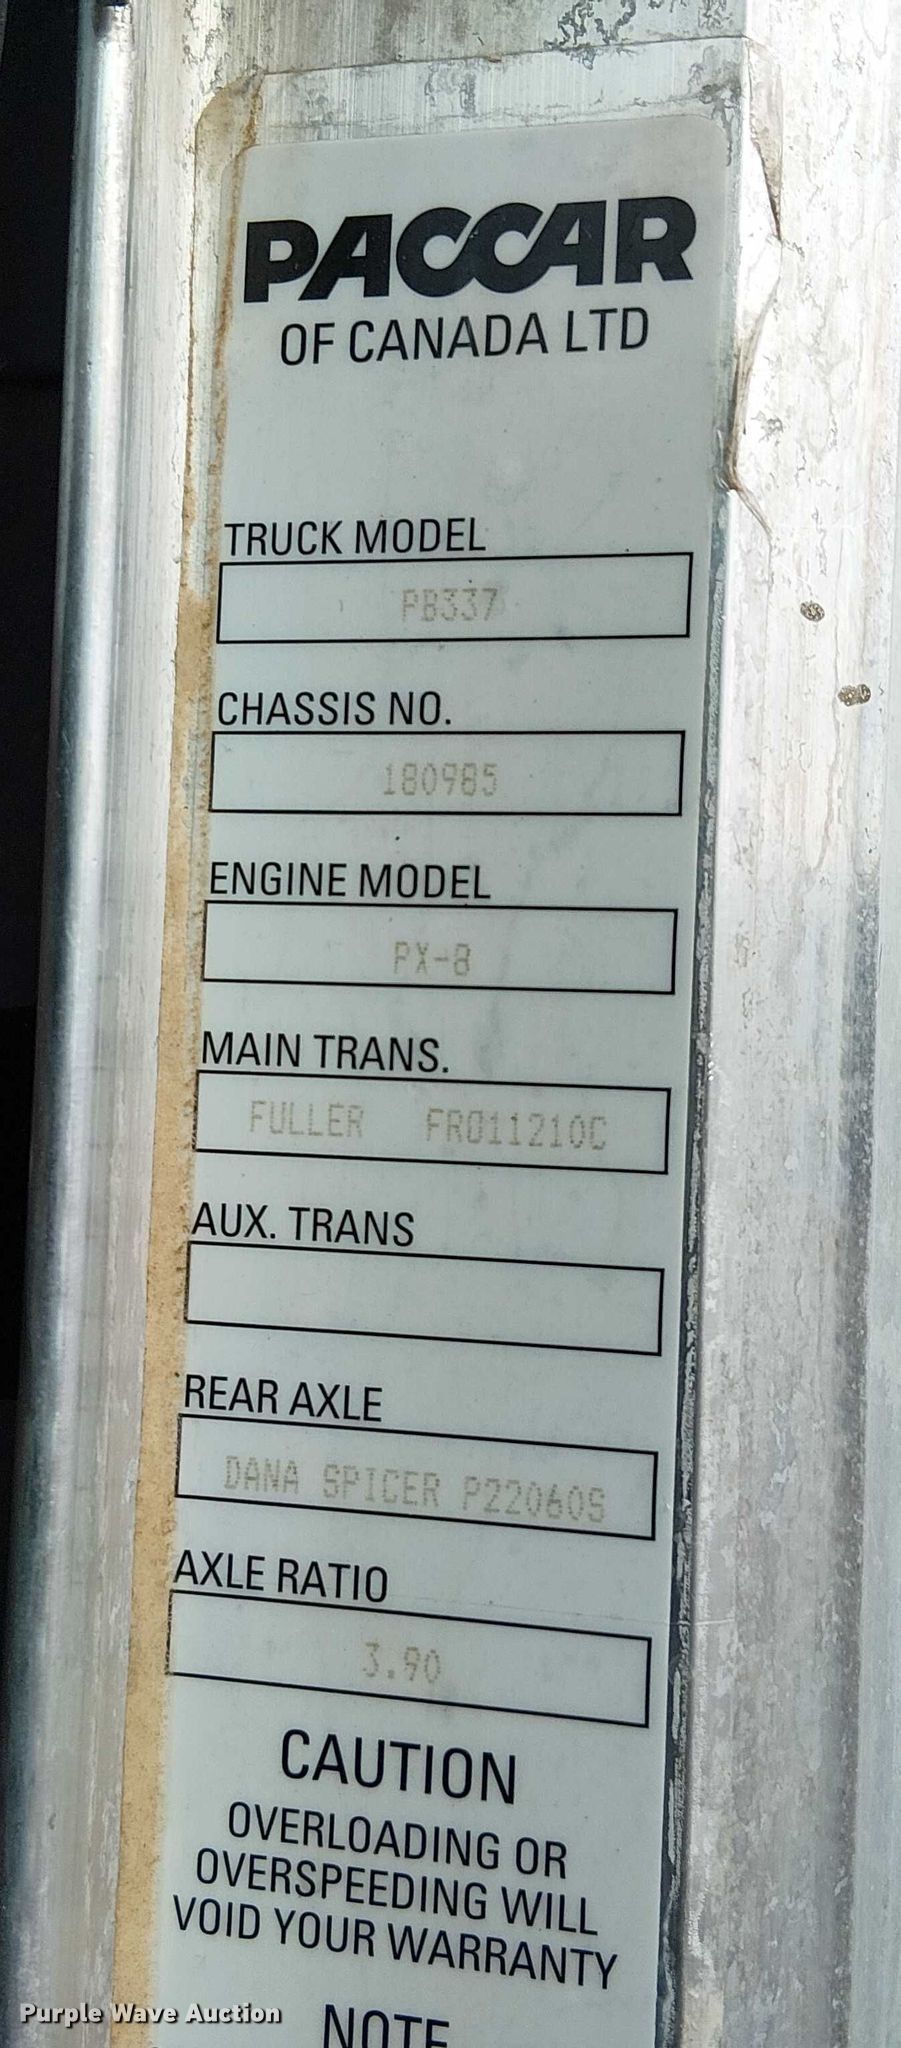 PACCAR
OF CANADA LTD
TRUCK MODEL
PB337
CHASSIS NO.
180985
ENGINE MODEL
PX-8
MAIN TRANS.
FULLER FRO11210C
AUX. TRANS
REAR AXLE
DANA SPICER P22060S
AXLE RATIO
3.90
CAUTION
OVERLOADING OR
OVERSPEEDING WILL
VOID YOUR WARRANTY
NOTE
Purple Wave Auction